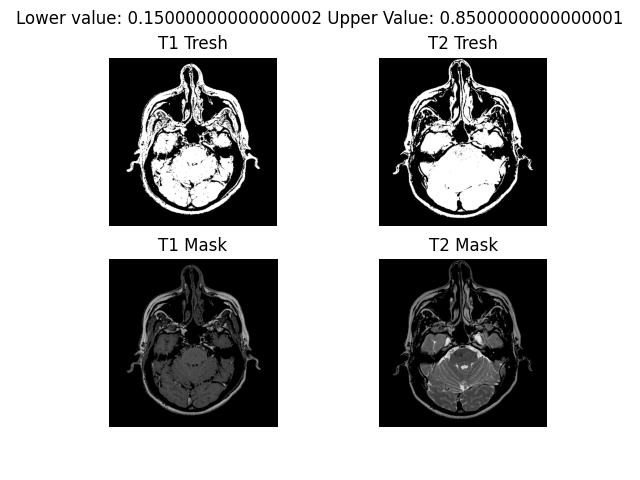 Lower value: 0.15000000000000002 Upper Value: 0.8500000000000001
T1 Tresh
T2 Tresh
T1 Mask
T2 Mask